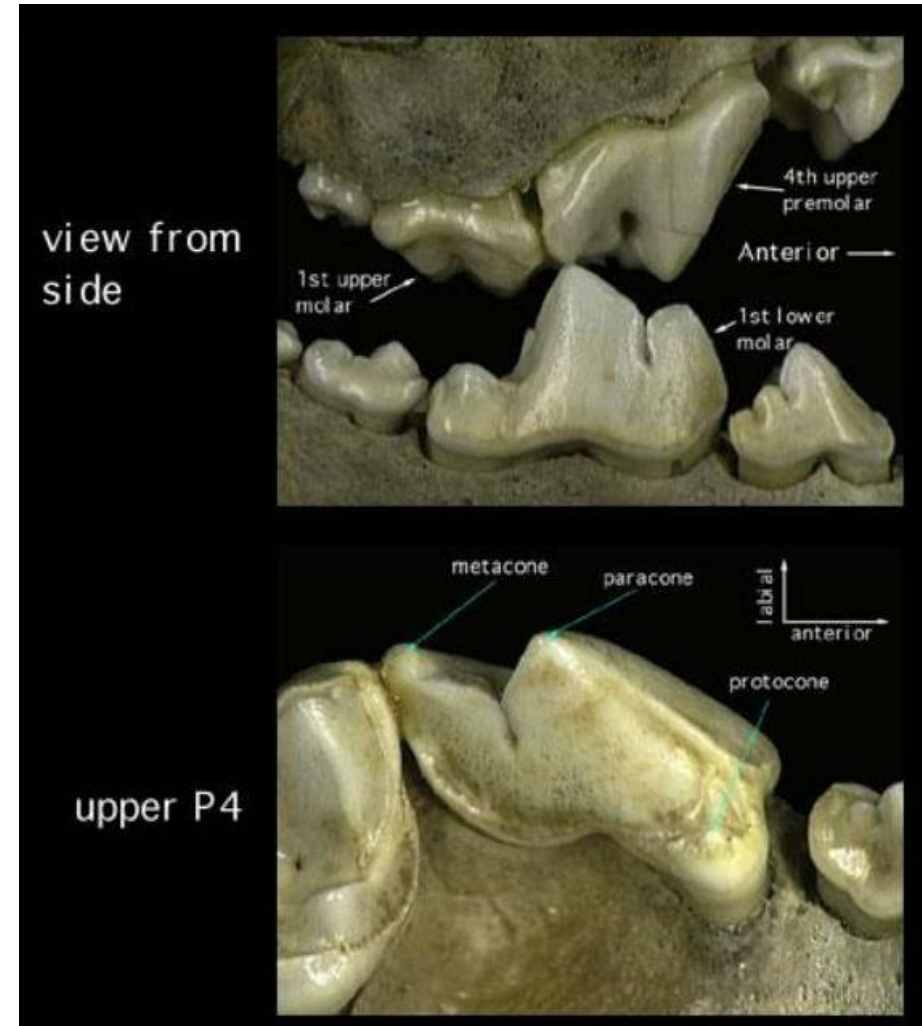 view from
side
4th upper
premolar
Anterior
1st upper
molar
1st lower
molar
metacone
paracone
labial
anterior
protocone
upper P4